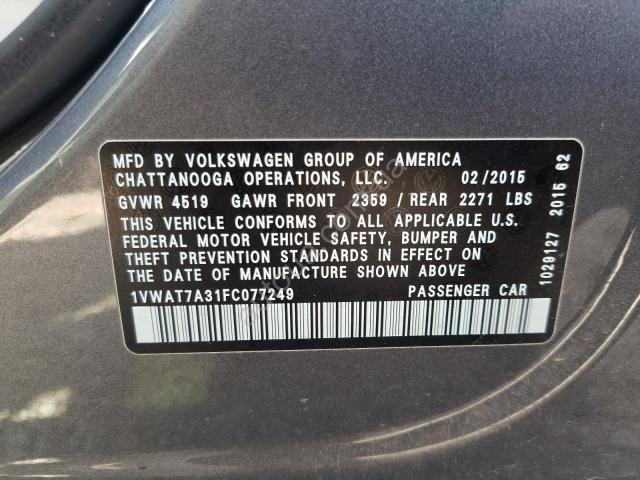 MFD BY VOLKSWAGEN GROUP OF AMERICA
CHATTANOOGA OPERATIONS, LLC. 02/2015
GVWR 4519 GAWR FRONT 2359 / REAR 2271 LBS
THIS VEHICLE CONFORMS TO ALL APPLICABLE U.S.
FEDERAL MOTOR VEHICLE SAFETY, BUMPER AND
THEFT PREVENTION STANDARDS IN EFFECT ON
THE DATE OF MANUFACTURE SHOWN ABOVE.
1VWAT7A31FC077249 PASSENGER CAR
1029127 2015 62